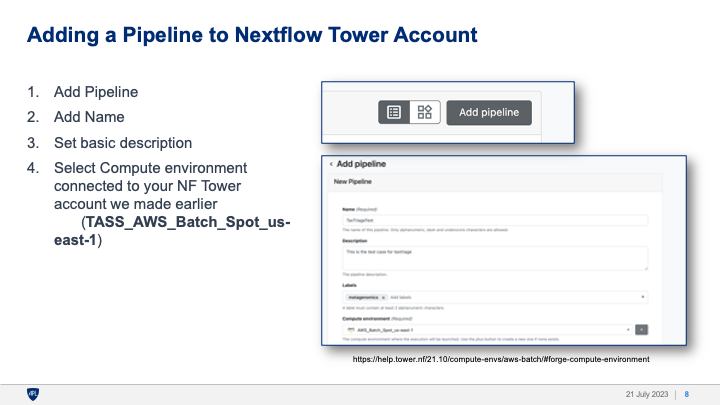 Adding a Pipeline to Nextflow Tower Account
1. Add Pipeline
2. Add Name
3. Set basic description
4. Select Compute environment
connected to your NF Tower
account we made earlier
(TASS_AWS_Batch_Spot_us-
east-1)
Add pipeline
‹ Add pipeline
New Pipeline
Name (Required)
TaxTriageTest
The name of this pipeline. Only alphanumeric, dash and underscore characters are allowed.
Description
This is the test case for taxtriage
The pipeline description.
Labels
metagenomics × Add labels
A label must contain at least 2 alphanumeric characters.
Compute environment (Required)
AWS_Batch_Spot_us-east-1
The compute environment where the execution will be launched. Use the plus button to create a new one if none exists.
https://help.tower.nf/21.10/compute-envs/aws-batch/#forge-compute-environment
APL
21 July 2023
8